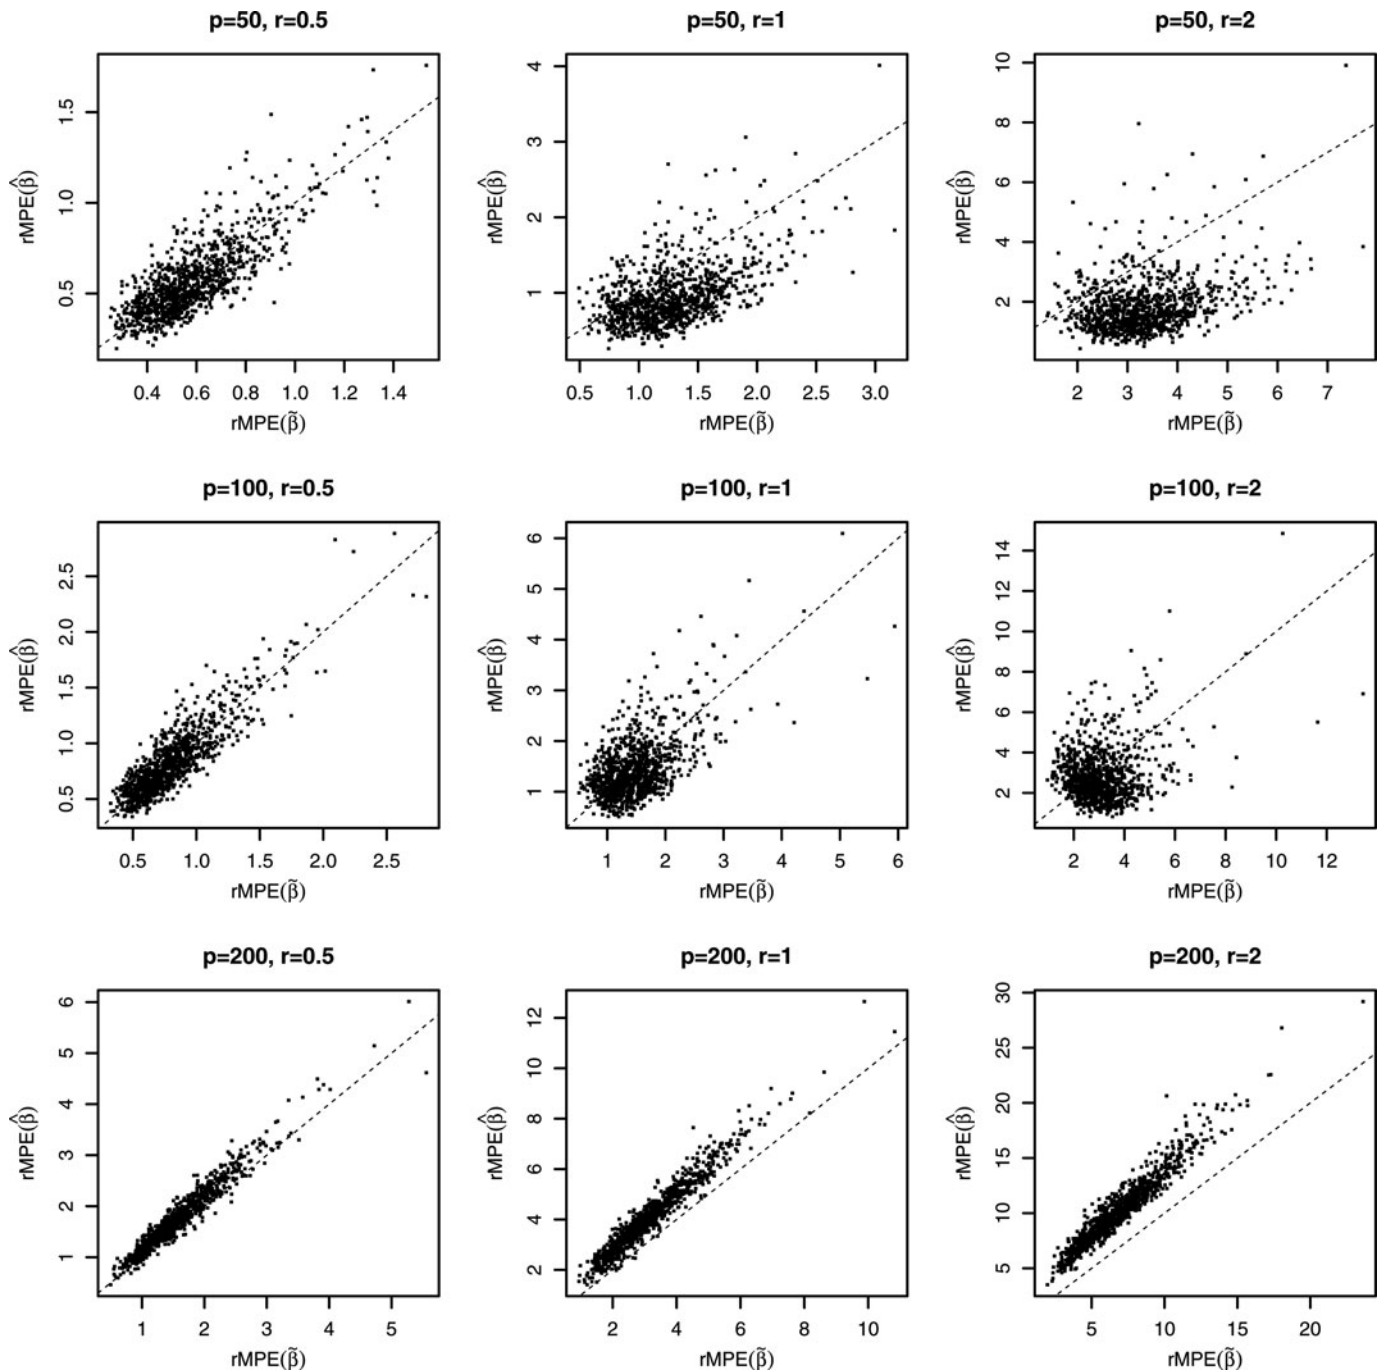 p=50, r=0.5
p=50, r=1
p=50, r=2
rMPE(β̂)
1.5
1.0
0.5
0.4 0.6 0.8 1.0 1.2 1.4
rMPE(β̃)
rMPE(β̂)
4
3
2
1
0.5 1.0 1.5 2.0 2.5 3.0
rMPE(β̃)
rMPE(β̂)
10
8
6
4
2
2 3 4 5 6 7
rMPE(β̃)
p=100, r=0.5
p=100, r=1
p=100, r=2
rMPE(β̂)
2.5
2.0
1.5
1.0
0.5
0.5 1.0 1.5 2.0 2.5
rMPE(β̃)
rMPE(β̂)
6
5
4
3
2
1
1 2 3 4 5 6
rMPE(β̃)
rMPE(β̂)
14
10
8
6
4
2
2 4 6 8 10 12
rMPE(β̃)
p=200, r=0.5
p=200, r=1
p=200, r=2
rMPE(β̂)
6
5
4
3
2
1
1 2 3 4 5
rMPE(β̃)
rMPE(β̂)
12
10
8
6
4
2
2 4 6 8 10
rMPE(β̃)
rMPE(β̂)
30
25
20
15
10
5
5 10 15 20
rMPE(β̃)